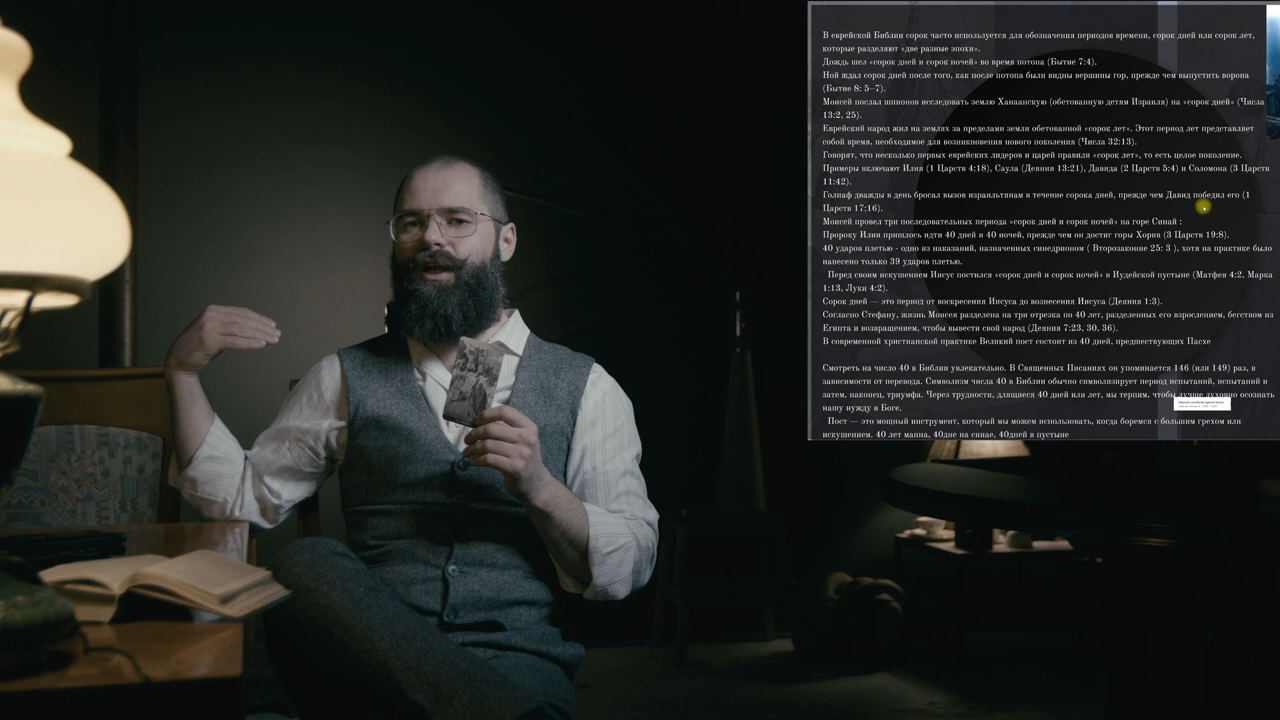 В еврейской Библии сорок часто используется для обозначения периодов времени, сорок дней или сорок лет,
которые разделяют «две разные эпохи».
Дождь шел «сорок дней и сорок ночей» во время потопа (Бытие 7:4).
Ной ждал сорок дней после того, как после потопа были видны вершины гор, прежде чем выпустить ворона
(Бытие 8: 5–7).
Моисей послал шпионов исследовать землю Ханаанскую (обетованную детям Израиля) на «сорок дней» (Числа
13:2, 25).
Еврейский народ жил на землях за пределами земли обетованной «сорок лет». Этот период лет представляет
собой время, необходимое для возникновения нового поколения (Числа 32:13).
Говорят, что несколько первых еврейских лидеров и царей правили «сорок лет», то есть целое поколение.
Примеры включают Илия (1 Царств 4:18), Саула (Деяния 13:21), Давида (2 Царств 5:4) и Соломона (3 Царств
11:42).
Голиаф дважды в день бросал вызов израильтянам в течение сорока дней, прежде чем Давид победил его (1
Царств 17:16).
Моисей провел три последовательных периода «сорок дней и сорок ночей» на горе Синай :
Пророку Илии пришлось идти 40 дней и 40 ночей, прежде чем он достиг горы Хорив (3 Царств 19:8).
40 ударов плетью - одно из наказаний, назначенных синедрионом ( Второзаконие 25: 3 ), хотя на практике было
нанесено только 39 ударов плетью.
Перед своим искушением Иисус постился «сорок дней и сорок ночей» в Иудейской пустыне (Матфея 4:2, Марка
1:13, Луки 4:2).
Сорок дней — это период от воскресения Иисуса до вознесения Иисуса (Деяния 1:3).
Согласно Стефану, жизнь Моисея разделена на три отрезка по 40 лет, разделенных его взрослением, бегством из
Египта и возвращением, чтобы вывести свой народ (Деяния 7:23, 30, 36).
В современной христианской практике Великий пост состоит из 40 дней, предшествующих Пасхе
Смотреть на число 40 в Библии увлекательно. В Священных Писаниях он упоминается 146 (или 149) раз, в
зависимости от перевода. Символизм числа 40 в Библии обычно символизирует период испытаний, испытаний и
затем, наконец, триумфа. Через трудности, длящиеся 40 дней или лет, мы терпим, чтобы лучше духовно осознать
нашу нужду в Боге.
Пост — это мощный инструмент, который мы можем использовать, когда боремся с большим грехом или
искушением. 40 лет манна, 40дне на синае, 40дней в пустыне